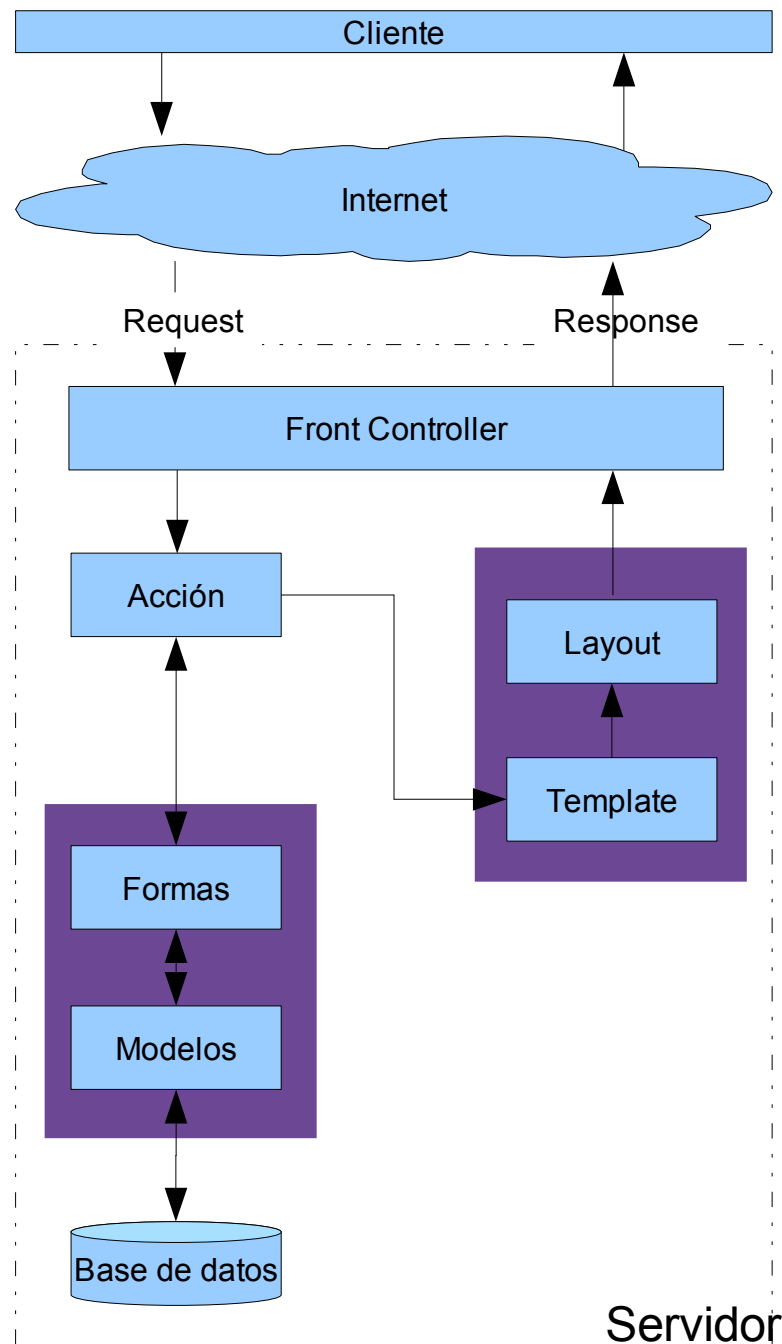 Cliente
Internet
Request
Response
Front Controller
Acción
Layout
Template
Formas
Modelos
Base de datos
Servidor